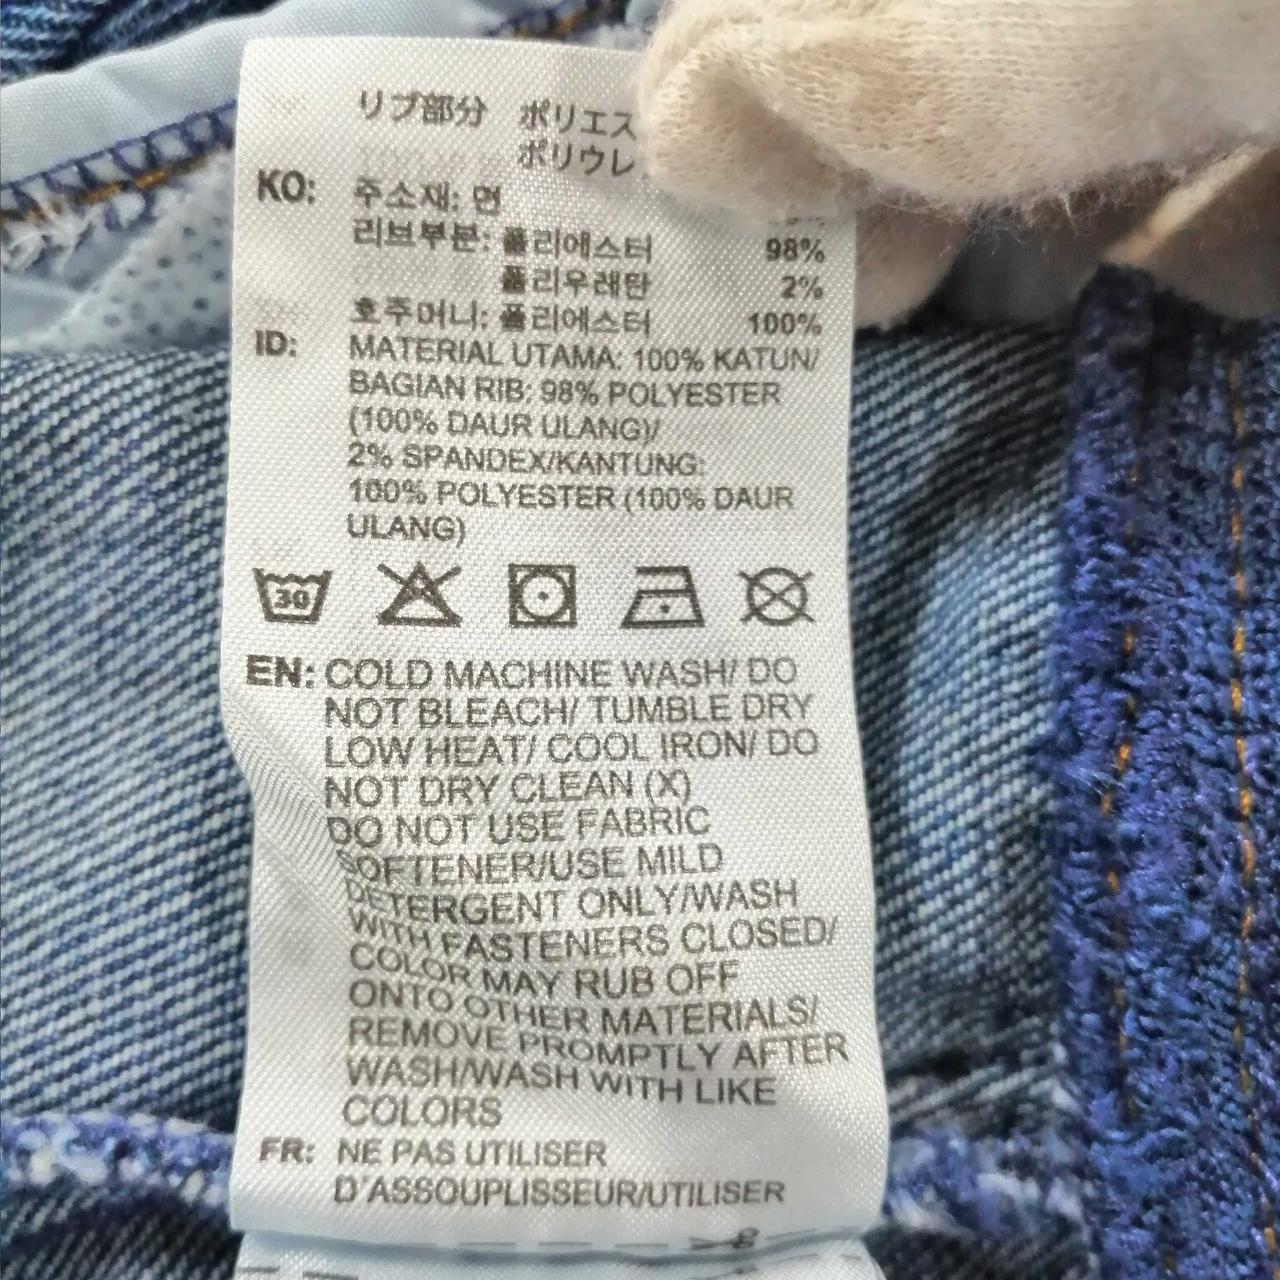 リブ部分 ポリエス
ポリウレ
KO: 주소재: 면
리브부분: 폴리에스터 98%
폴리우레탄 2%
호주머니: 폴리에스터 100%
ID: MATERIAL UTAMA: 100% KATUN/
BAGIAN RIB: 98% POLYESTER
(100% DAUR ULANG)/
2% SPANDEX/KANTUNG:
100% POLYESTER (100% DAUR
ULANG)
30
EN: COLD MACHINE WASH/ DO
NOT BLEACH/ TUMBLE DRY
LOW HEAT/ COOL IRON/ DO
NOT DRY CLEAN (X)
DO NOT USE FABRIC
SOFTENER/USE MILD
DETERGENT ONLY/WASH
WITH FASTENERS CLOSED/
COLOR MAY RUB OFF
ONTO OTHER MATERIALS/
REMOVE PROMPTLY AFTER
WASH/WASH WITH LIKE
COLORS
FR: NE PAS UTILISER
D'ASSOUPLISSEUR/UTILISER